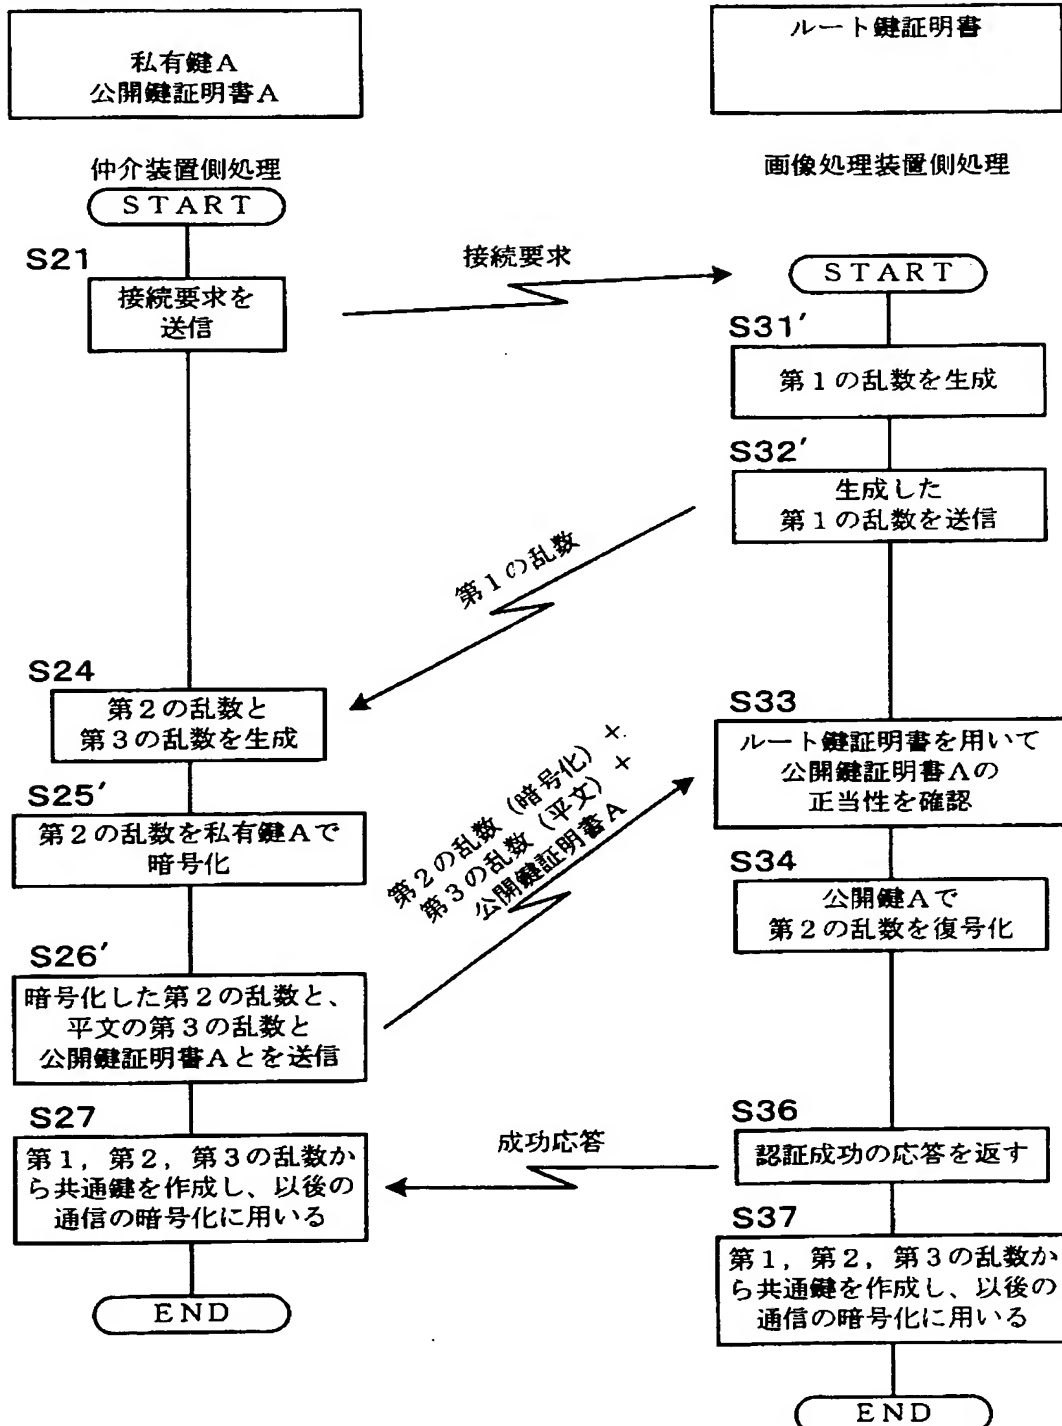 私有鍵A
公開鍵証明書A
ルート鍵証明書
仲介装置側処理
画像処理装置側処理
START
S21
接続要求を
送信
接続要求
START
S31′
第1の乱数を生成
S32′
生成した
第1の乱数を送信
第1の乱数
S24
第2の乱数と
第3の乱数を生成
S25′
第2の乱数を私有鍵Aで
暗号化
S26′
暗号化した第2の乱数と、
平文の第3の乱数と
公開鍵証明書Aとを送信
第2の乱数(暗号化)+
第3の乱数(平文)+
公開鍵証明書A
S33
ルート鍵証明書を用いて
公開鍵証明書Aの
正当性を確認
S34
公開鍵Aで
第2の乱数を復号化
S36
認証成功の応答を返す
成功応答
S27
第1,第2,第3の乱数か
ら共通鍵を作成し、以後の
通信の暗号化に用いる
END
S37
第1,第2,第3の乱数か
ら共通鍵を作成し、以後の
通信の暗号化に用いる
END